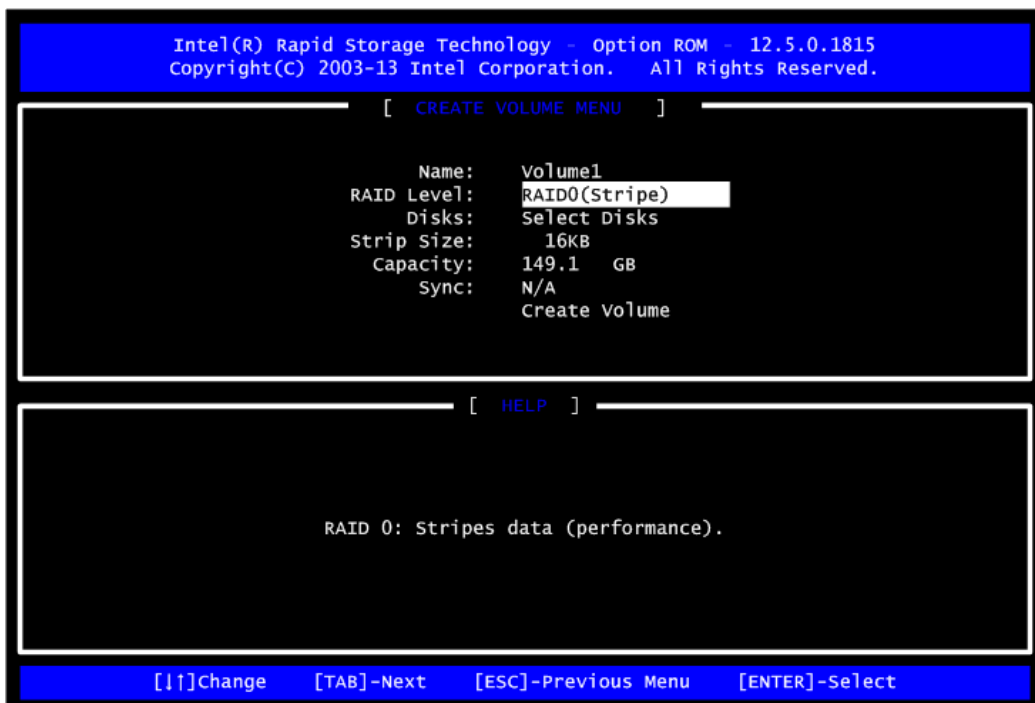 Intel(R) Rapid Storage Technology - Option ROM - 12.5.0.1815
Copyright(C) 2003-13 Intel Corporation. All Rights Reserved.
[ CREATE VOLUME MENU ]
Name: Volume1
RAID Level: RAID0(Stripe)
Disks: Select Disks
Strip Size: 16KB
Capacity: 149.1 GB
Sync: N/A
Create Volume
[ HELP ]
RAID 0: Stripes data (performance).
[↓↑]Change [TAB]-Next [ESC]-Previous Menu [ENTER]-Select